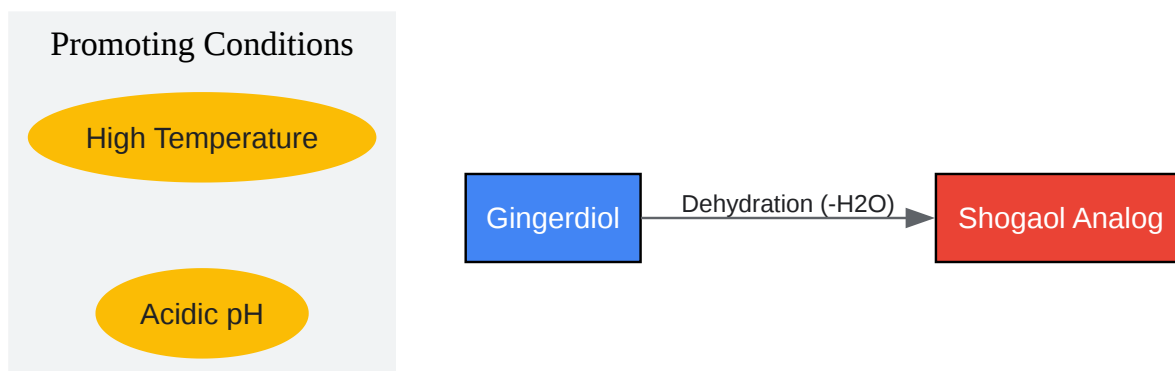 Promoting Conditions
High Temperature
Acidic pH
Gingerdiol
Dehydration (-H2O)
Shogaol Analog